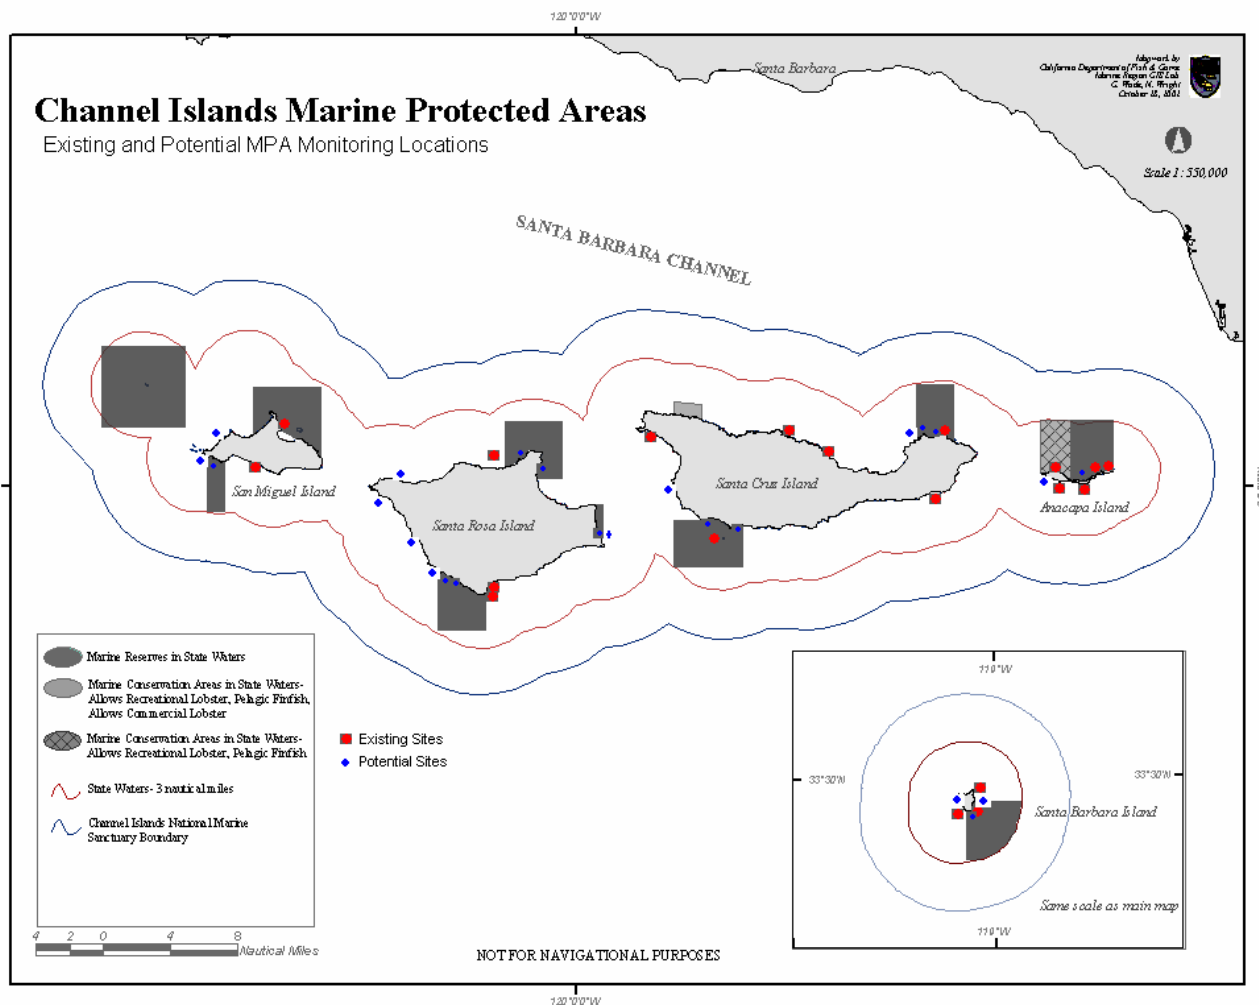 120°0'0"W
Santa Barbara
Map work by
California Department of Fish & Game
Marine Region GIS Lab
Channel Islands Marine Protected Areas
Existing and Potential MPA Monitoring Locations
Scale 1: 550,000
SANTA BARBARA CHANNEL
San Miguel Island
Santa Rosa Island
Santa Cruz Island
Anacapa Island
Marine Reserves in State Waters
Marine Conservation Areas in State Waters-
Allows Recreational Lobster, Pelagic Finfish,
Allows Commercial Lobster
Marine Conservation Areas in State Waters-
Allows Recreational Lobster, Pelagic Finfish
State Waters- 3 nautical miles
Channel Islands National Marine
Sanctuary Boundary
Existing Sites
Potential Sites
4 2 0 4 8
Nautical Miles
NOT FOR NAVIGATIONAL PURPOSES
119°W
33°30'N
33°30'N
Santa Barbara Island
Same scale as main map
119°W
120°0'0"W